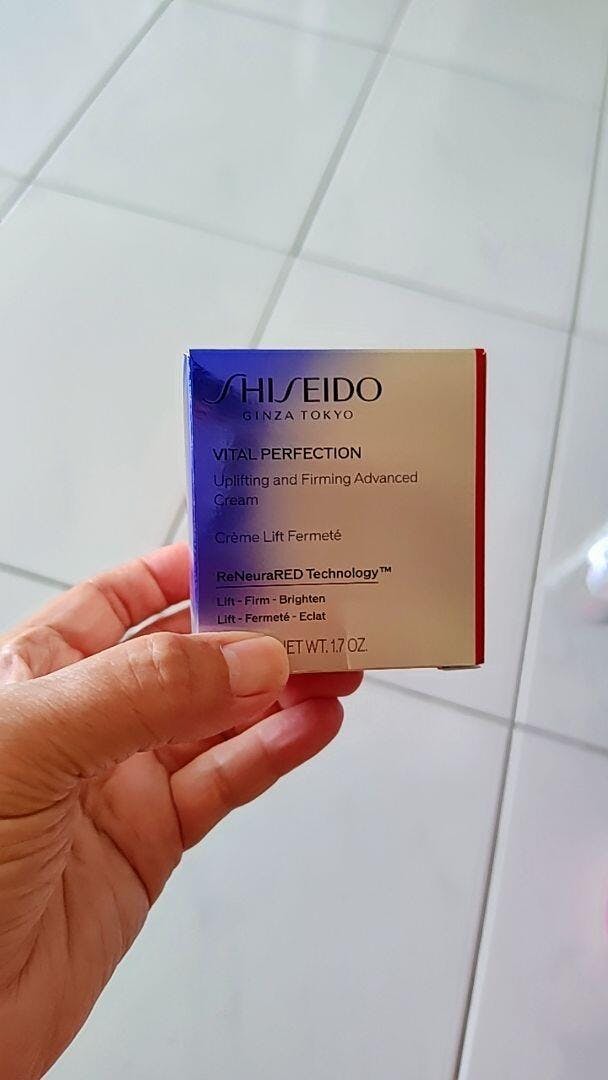 SHISEIDO
GINZA TOKYO
VITAL PERFECTION
Uplifting and Firming Advanced
Cream
Crème Lift Fermeté
ReNeuraRED Technology™
Lift - Firm - Brighten
Lift - Fermeté - Eclat
NET WT. 1.7 OZ.